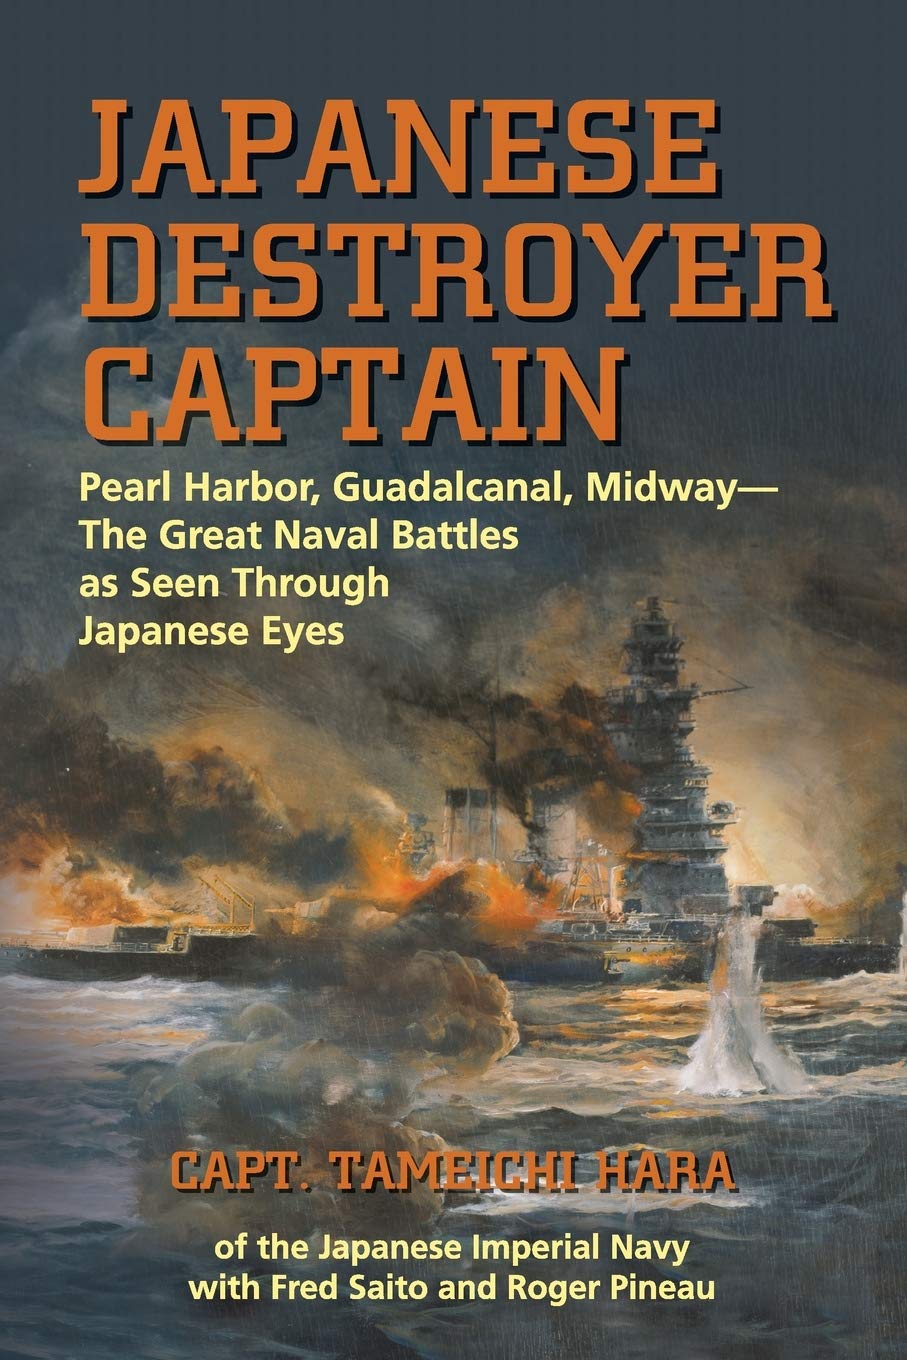 JAPANESE
DESTROYER
CAPTAIN
Pearl Harbor, Guadalcanal, Midway—
The Great Naval Battles
as Seen Through
Japanese Eyes
CAPT. TAMEICHI HARA
of the Japanese Imperial Navy
with Fred Saito and Roger Pineau